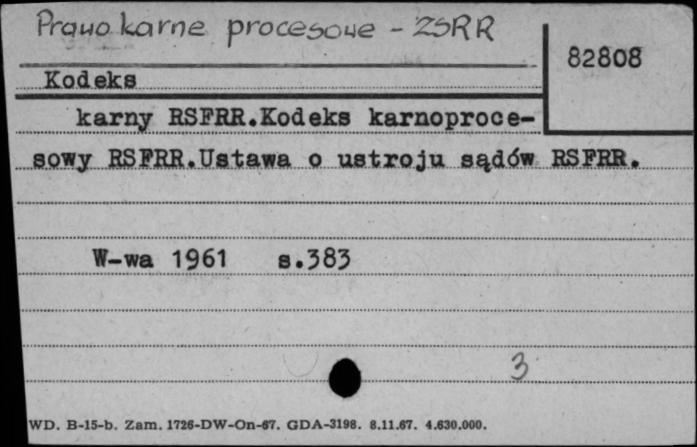 Prawo karne procesowe - ZSRR
82808
Kodeks
karny RSFRR.Kodeks karnoproce-
sowy RSFRR.Ustawa o ustroju sądów RSFRR.
W-wa 1961 s.383
3
WD. B-15-b. Zam. 1726-DW-On-67. GDA-3198. 8.11.67. 4.630.000.